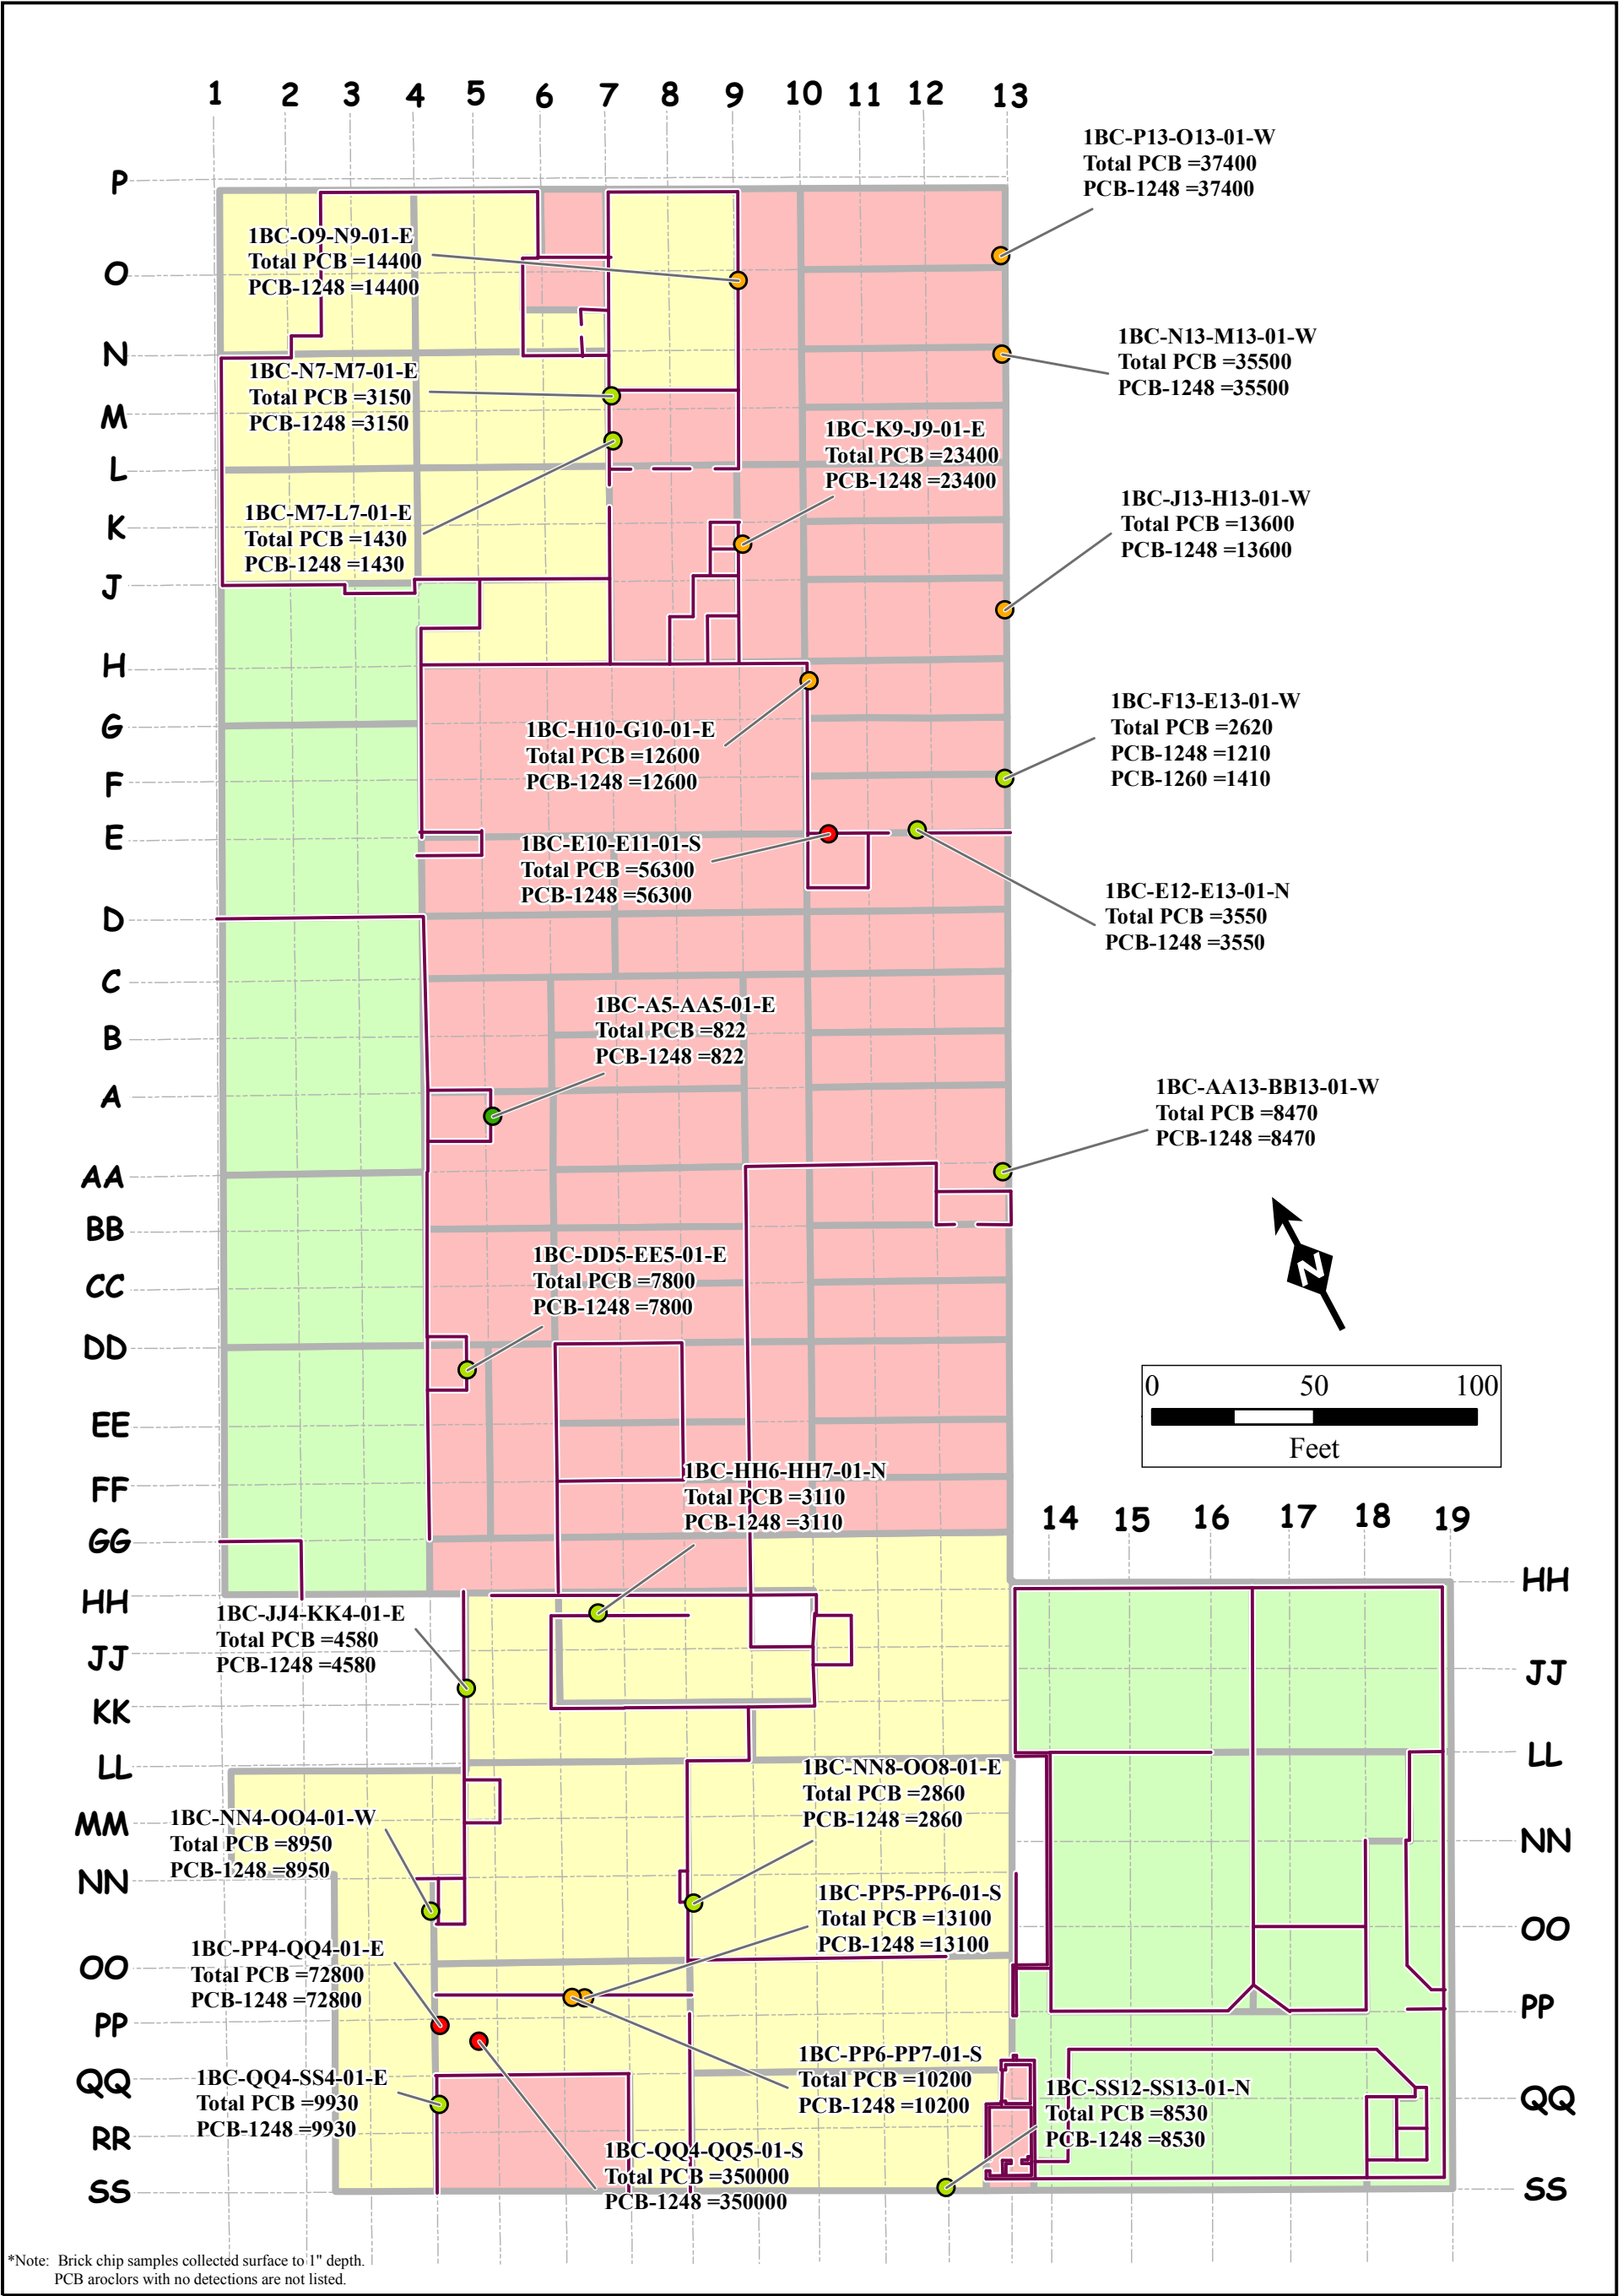 1 2 3 4 5 6 7 8 9 10 11 12 13
1BC-P13-O13-01-W
Total PCB =37400
PCB-1248 =37400
P
1BC-O9-N9-01-E
Total PCB =14400
PCB-1248 =14400
O
N
1BC-N13-M13-01-W
Total PCB =35500
PCB-1248 =35500
1BC-N7-M7-01-E
Total PCB =3150
PCB-1248 =3150
M
1BC-K9-J9-01-E
Total PCB =23400
PCB-1248 =23400
L
1BC-J13-H13-01-W
Total PCB =13600
PCB-1248 =13600
1BC-M7-L7-01-E
Total PCB =1430
PCB-1248 =1430
K
J
H
1BC-F13-E13-01-W
Total PCB =2620
PCB-1248 =1210
PCB-1260 =1410
G
1BC-H10-G10-01-E
Total PCB =12600
PCB-1248 =12600
F
E
1BC-E10-E11-01-S
Total PCB =56300
PCB-1248 =56300
1BC-E12-E13-01-N
Total PCB =3550
PCB-1248 =3550
D
C
1BC-A5-AA5-01-E
Total PCB =822
PCB-1248 =822
B
A
1BC-AA13-BB13-01-W
Total PCB =8470
PCB-1248 =8470
AA
BB
1BC-DD5-EE5-01-E
Total PCB =7800
PCB-1248 =7800
N
CC
DD
0 50 100
Feet
EE
1BC-HH6-HH7-01-N
Total PCB =3110
PCB-1248 =3110
FF
14 15 16 17 18 19
GG
HH
HH
1BC-JJ4-KK4-01-E
Total PCB =4580
PCB-1248 =4580
JJ
JJ
KK
LL
LL
1BC-NN8-OO8-01-E
Total PCB =2860
PCB-1248 =2860
1BC-NN4-OO4-01-W
Total PCB =8950
PCB-1248 =8950
MM
NN
NN
1BC-PP5-PP6-01-S
Total PCB =13100
PCB-1248 =13100
OO
1BC-PP4-QQ4-01-E
Total PCB =72800
PCB-1248 =72800
OO
PP
PP
1BC-PP6-PP7-01-S
Total PCB =10200
PCB-1248 =10200
1BC-QQ4-SS4-01-E
Total PCB =9930
PCB-1248 =9930
QQ
1BC-SS12-SS13-01-N
Total PCB =8530
PCB-1248 =8530
QQ
RR
1BC-QQ4-QQ5-01-S
Total PCB =350000
PCB-1248 =350000
SS
SS
*Note: Brick chip samples collected surface to 1" depth.
PCB aroclors with no detections are not listed.